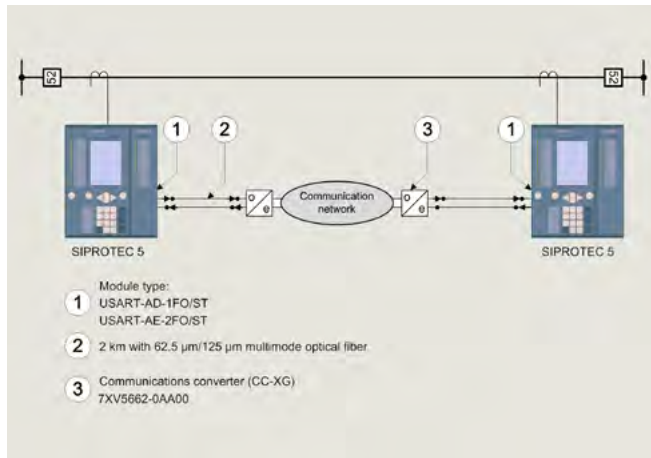 52
52
1
2
3
1
o
e
Communication
network
o
e
SIPROTEC 5
SIPROTEC 5
1
Module type:
USART-AD-1FO/ST
USART-AE-2FO/ST
2
2 km with 62.5 µm/125 µm multimode optical fiber
3
Communications converter (CC-XG)
7XV5662-0AA00